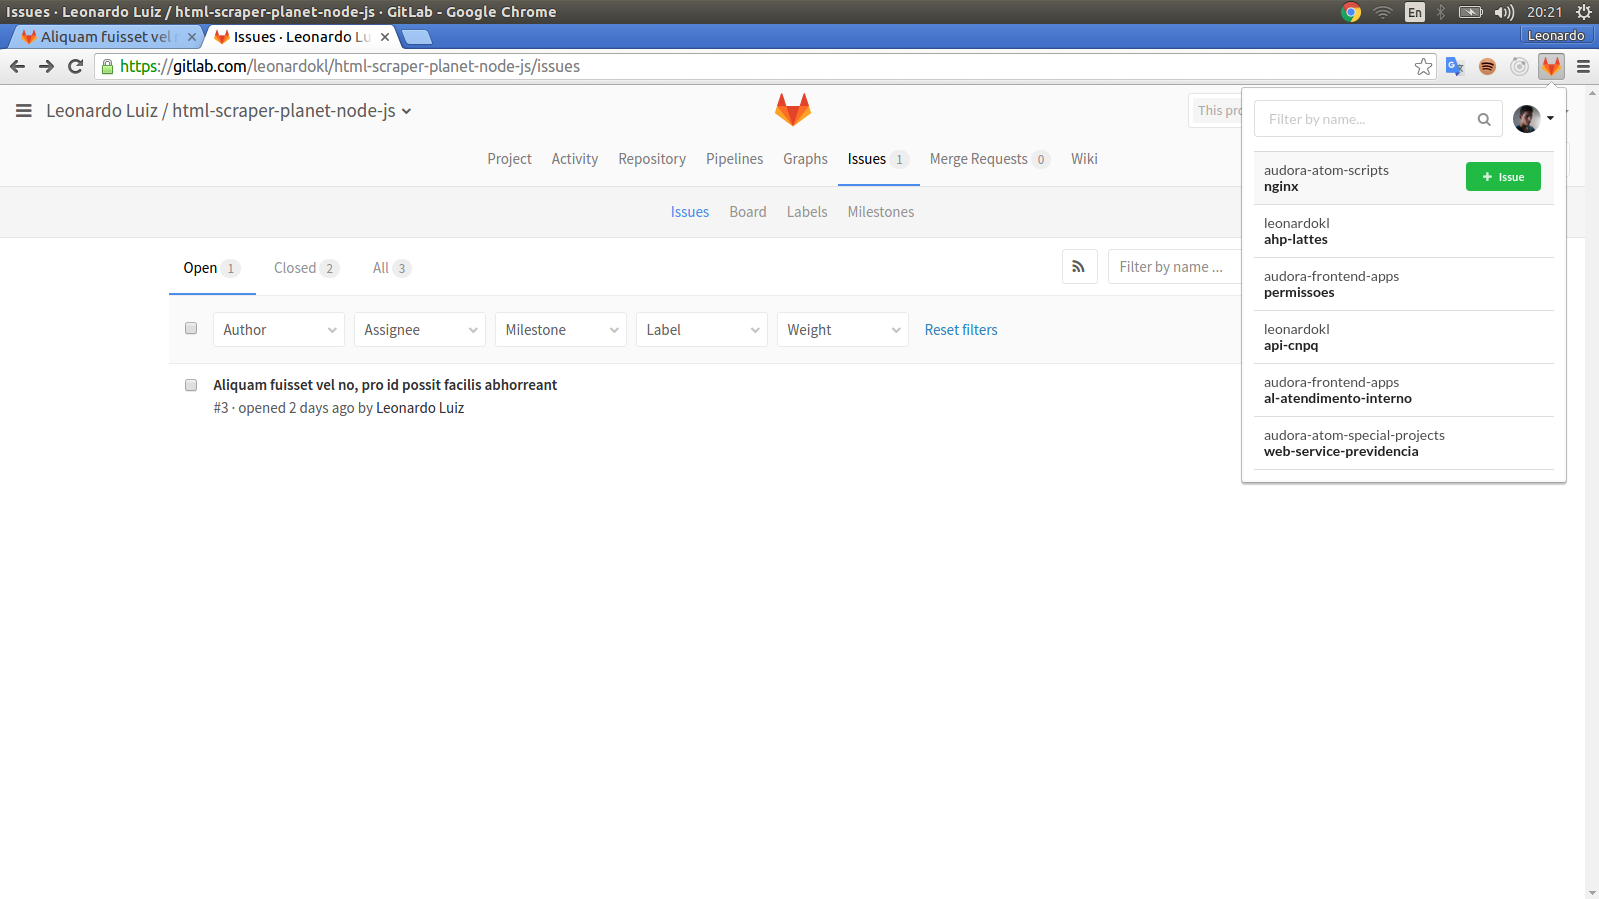 Issues · Leonardo Luiz / html-scraper-planet-node-js · GitLab - Google Chrome
En
20:21
Aliquam fuisset vel
Issues · Leonardo Lu
Leonardo
https://gitlab.com/leonardokl/html-scraper-planet-node-js/issues
Leonardo Luiz / html-scraper-planet-node-js
This pro
Project
Activity
Repository
Pipelines
Graphs
Issues 1
Merge Requests 0
Wiki
Issues
Board
Labels
Milestones
Open 1
Closed 2
All 3
Filter by name ...
Author
Assignee
Milestone
Label
Weight
Reset filters
Aliquam fuisset vel no, pro id possit facilis abhorreant
#3 · opened 2 days ago by Leonardo Luiz
Filter by name...
audora-atom-scripts
nginx
+ Issue
leonardokl
ahp-lattes
audora-frontend-apps
permissoes
leonardokl
api-cnpq
audora-frontend-apps
al-atendimento-interno
audora-atom-special-projects
web-service-previdencia